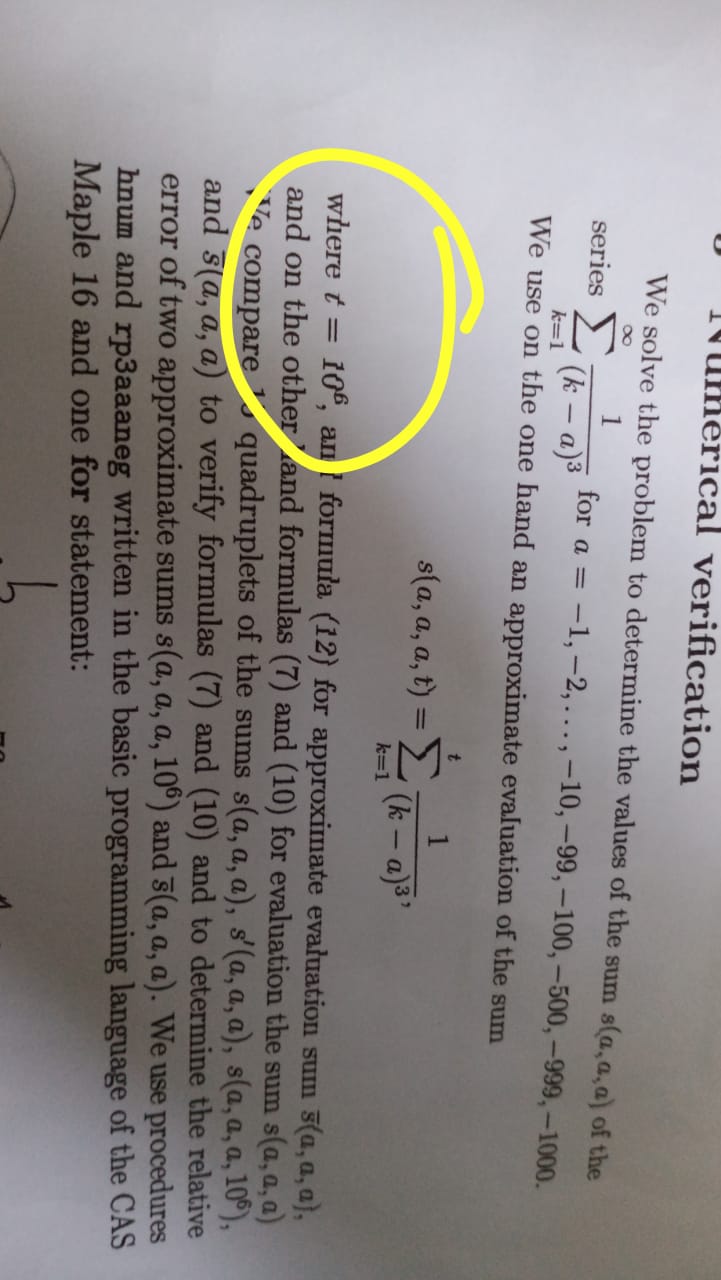 Numerical verification
We solve the problem to determine the values of the sum s(a, a, a) of the
series \sum_{k=1}^{\infty} \frac{1}{(k − a)^3} for a = −1, −2, . . . , −10, −99, −100, −500, −999, −1000.
We use on the one hand an approximate evaluation of the sum
s(a, a, a, t) = \sum_{k=1}^{t} \frac{1}{(k − a)^3},
where t = 10^6, and formula (12) for approximate evaluation sum s̅(a, a, a),
and on the other hand formulas (7) and (10) for evaluation the sum s(a, a, a)
We compare quadruplets of the sums s(a, a, a), s′(a, a, a), s(a, a, a, 10^6),
and s̅(a, a, a) to verify formulas (7) and (10) and to determine the relative
error of two approximate sums s(a, a, a, 10^6) and s̅(a, a, a). We use procedures
hnum and rp3aaaneg written in the basic programming language of the CAS
Maple 16 and one for statement: